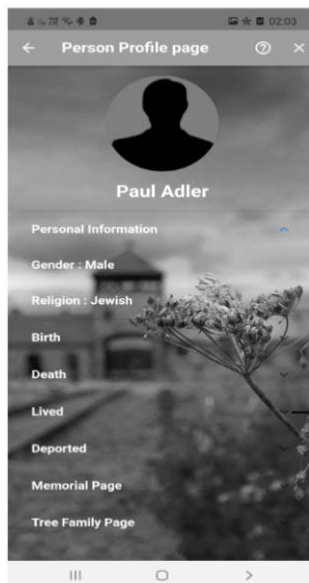 02:03
Person Profile page
Paul Adler
Personal Information
Gender : Male
Religion : Jewish
Birth
Death
Lived
Deported
Memorial Page
Tree Family Page